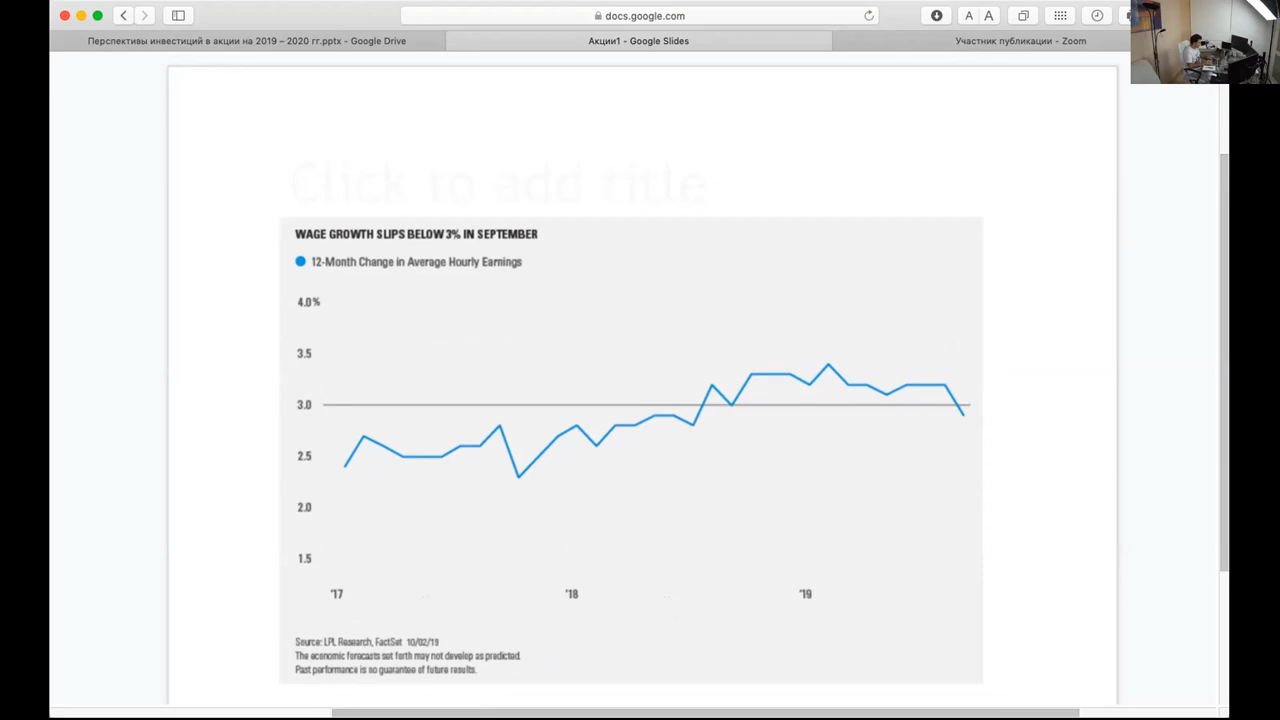 docs.google.com
A A
Перспективы инвестиций в акции на 2019 – 2020 гг.pptx - Google Drive
Акции1 - Google Slides
Участник публикации - Zoom
Click to add title
WAGE GROWTH SLIPS BELOW 3% IN SEPTEMBER
12-Month Change in Average Hourly Earnings
4.0%
3.5
3.0
2.5
2.0
1.5
'17 '18 '19
Source: LPL Research, FactSet 10/02/19
The economic forecasts set forth may not develop as predicted.
Past performance is no guarantee of future results.